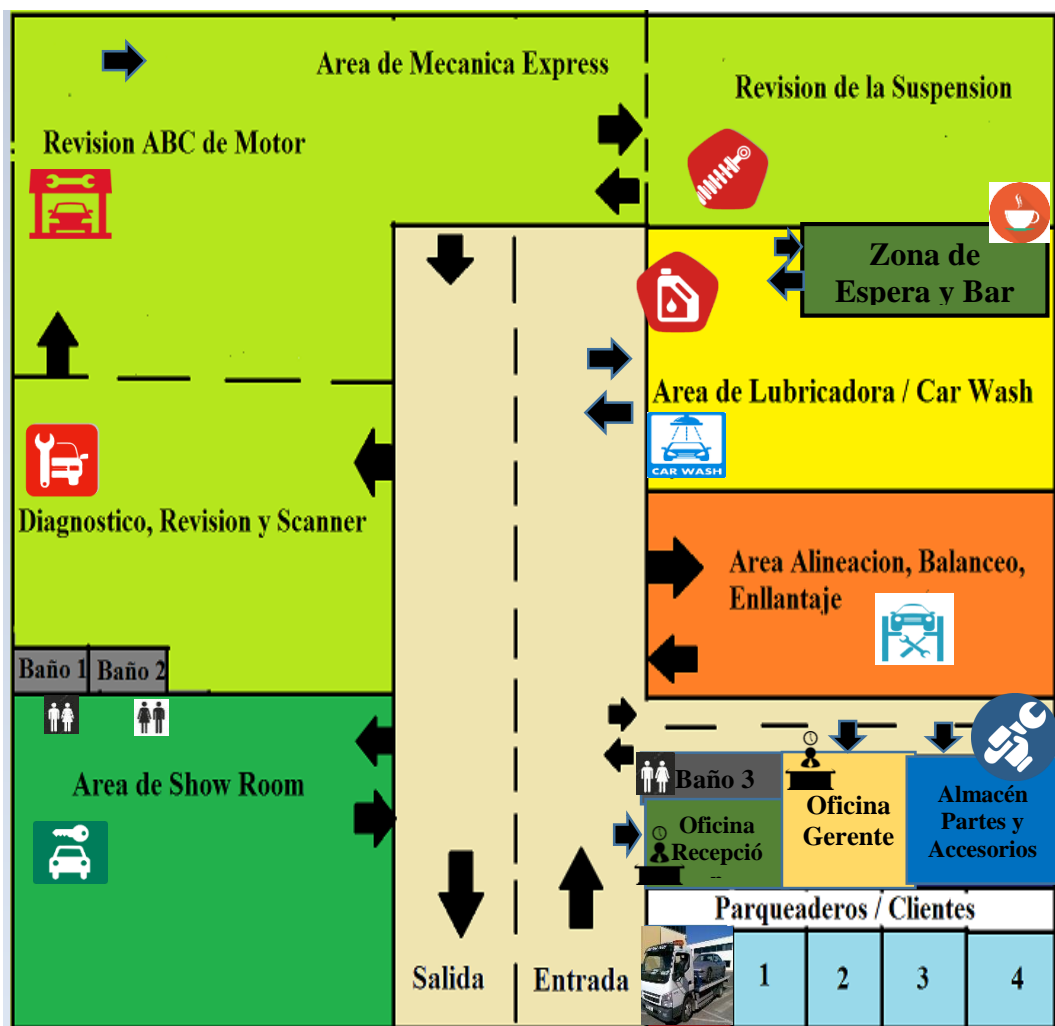 Area de Mecanica Express
Revision de la Suspension
Revision ABC de Motor
Zona de
Espera y Bar
Area de Lubricadora / Car Wash
CAR WASH
Diagnostico, Revision y Scanner
Area Alineacion, Balanceo,
Enllantaje
Baño 1
Baño 2
Area de Show Room
Baño 3
Oficina
Recepció
Oficina
Gerente
Almacén
Partes y
Accesorios
Parqueaderos / Clientes
Salida
Entrada
1
2
3
4